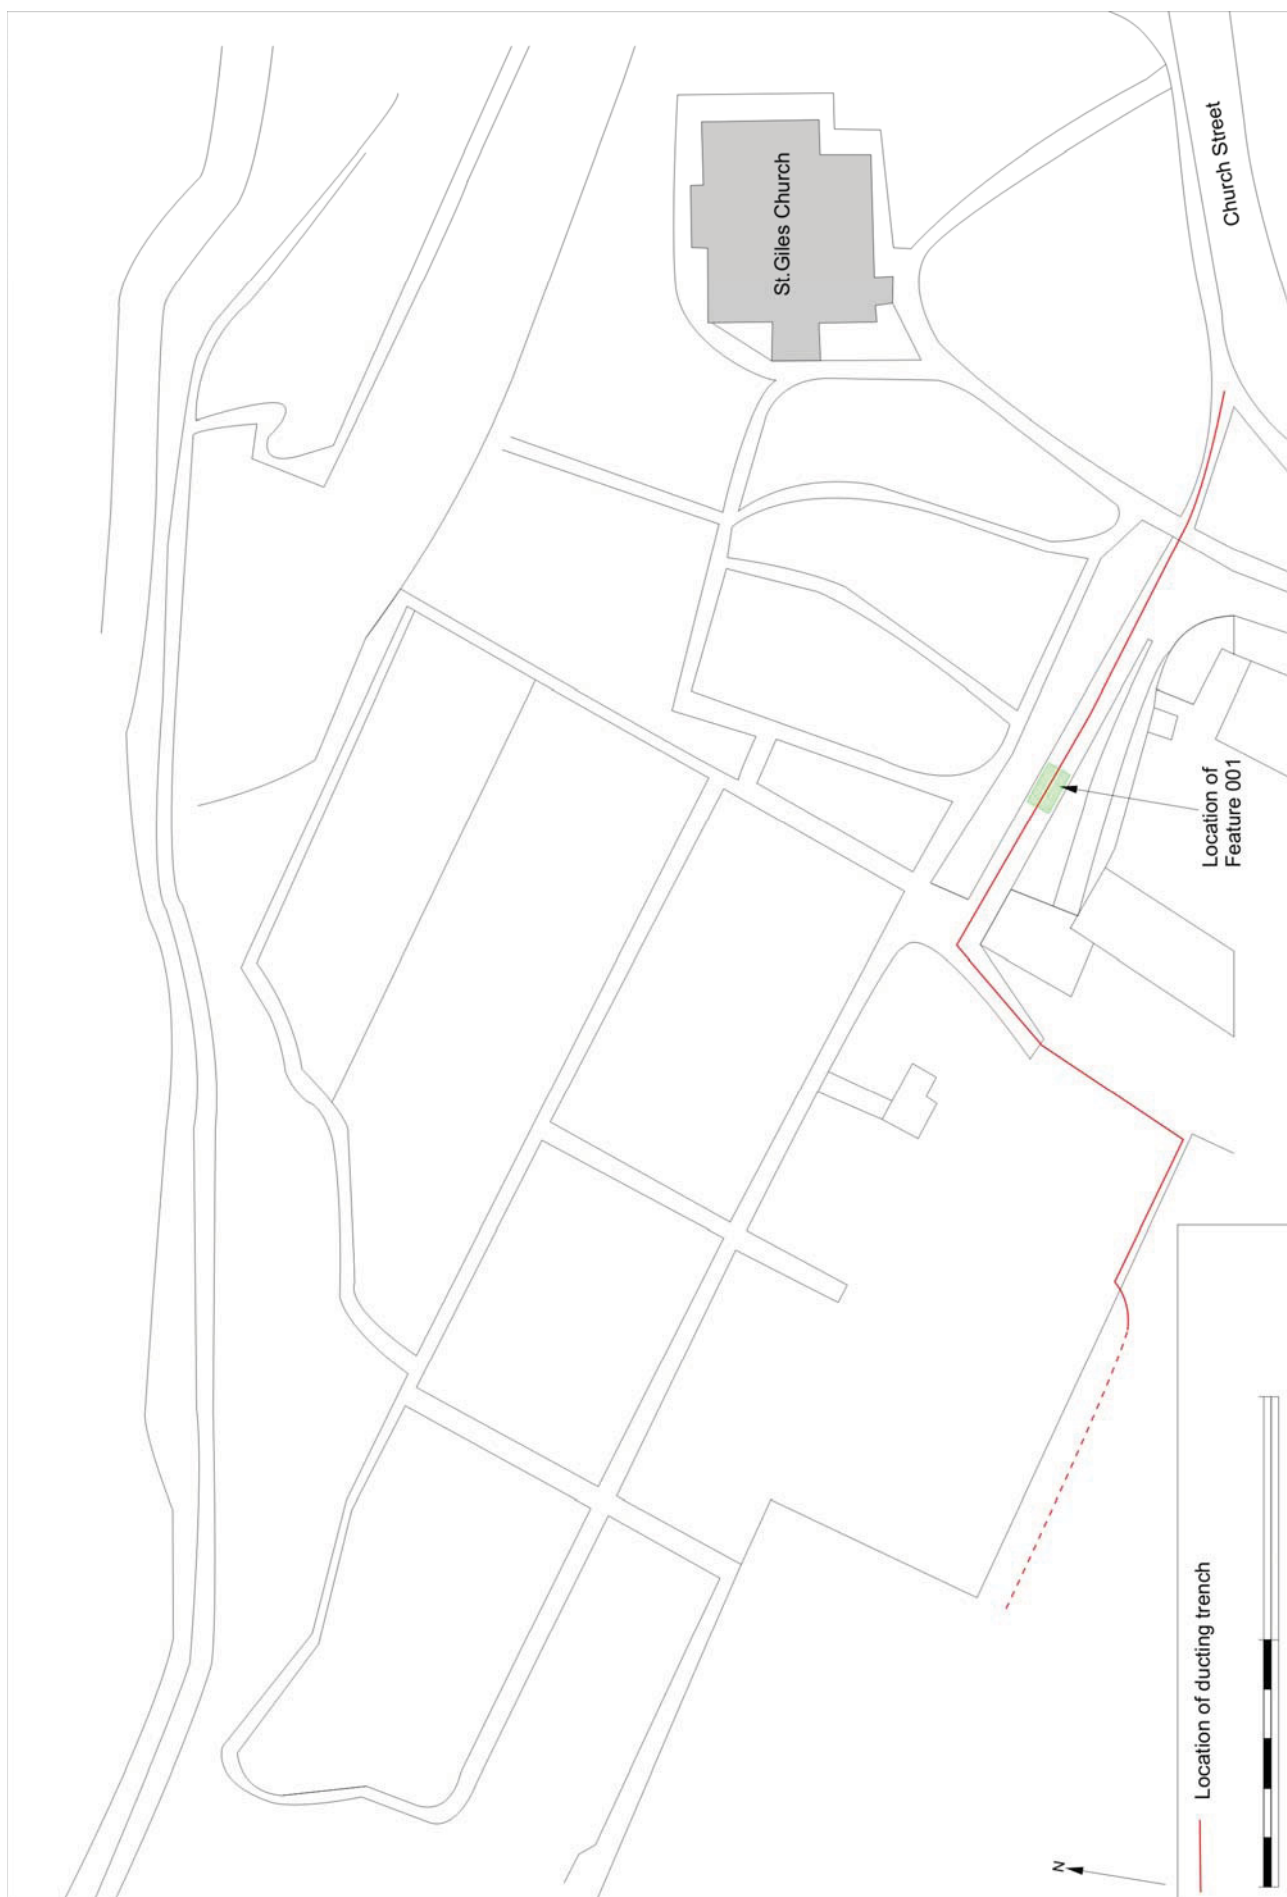 St.Giles Church
Church Street
Location of
Feature 001
Location of ducting trench
N